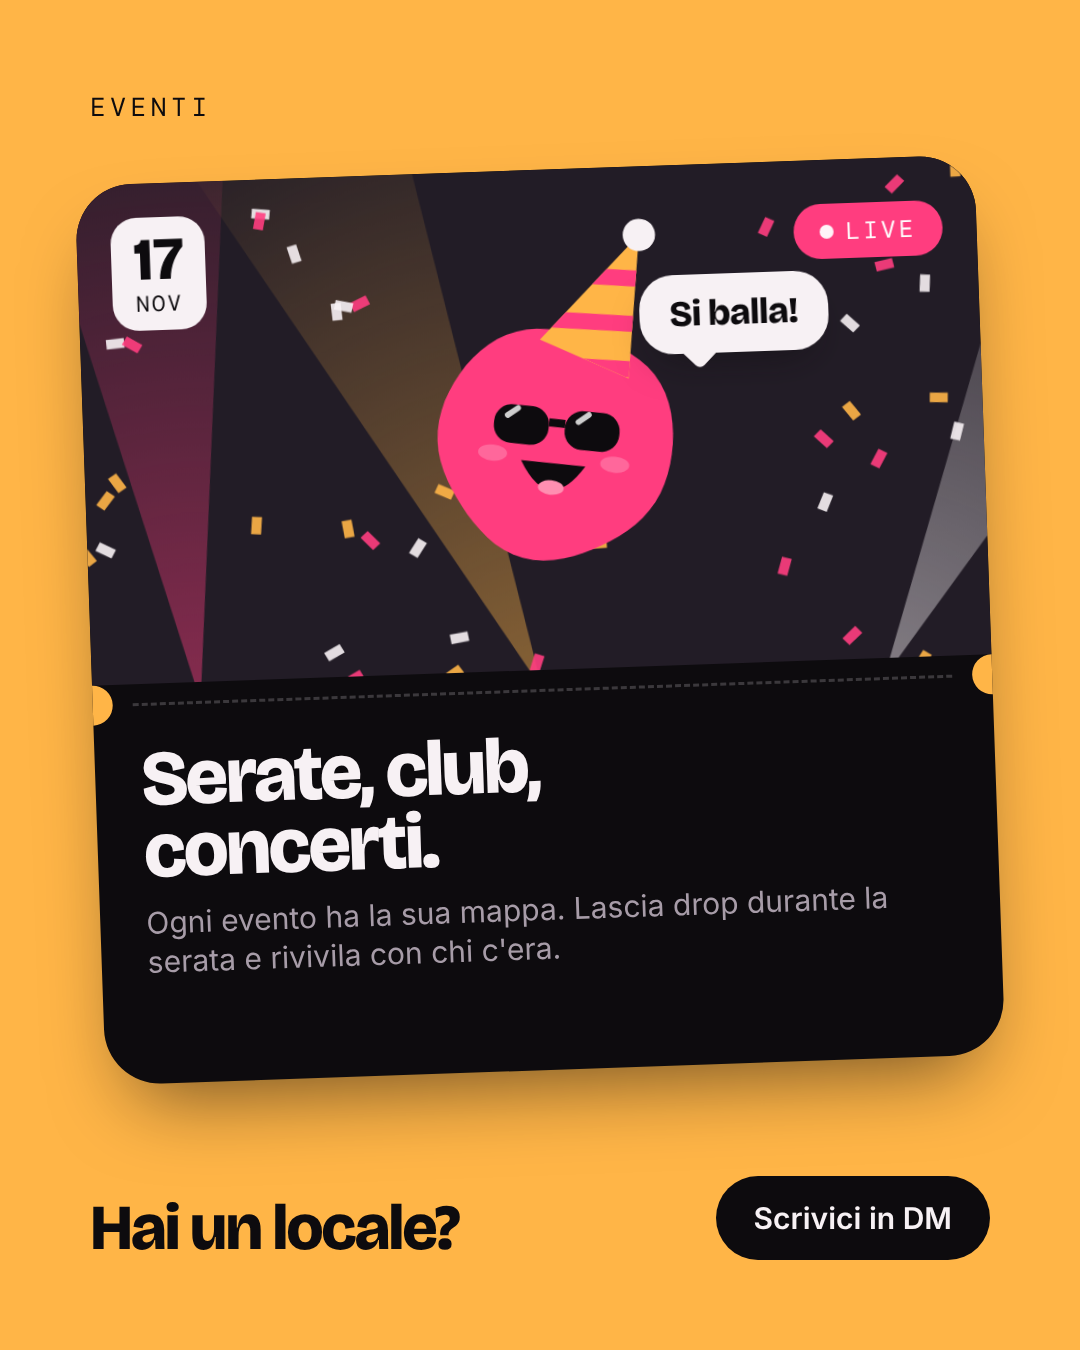 EVENTI
17
NOV
LIVE
Si balla!
Serate, club,
concerti.
Ogni evento ha la sua mappa. Lascia drop durante la
serata e rivivila con chi c'era.
Hai un locale?
Scrivici in DM